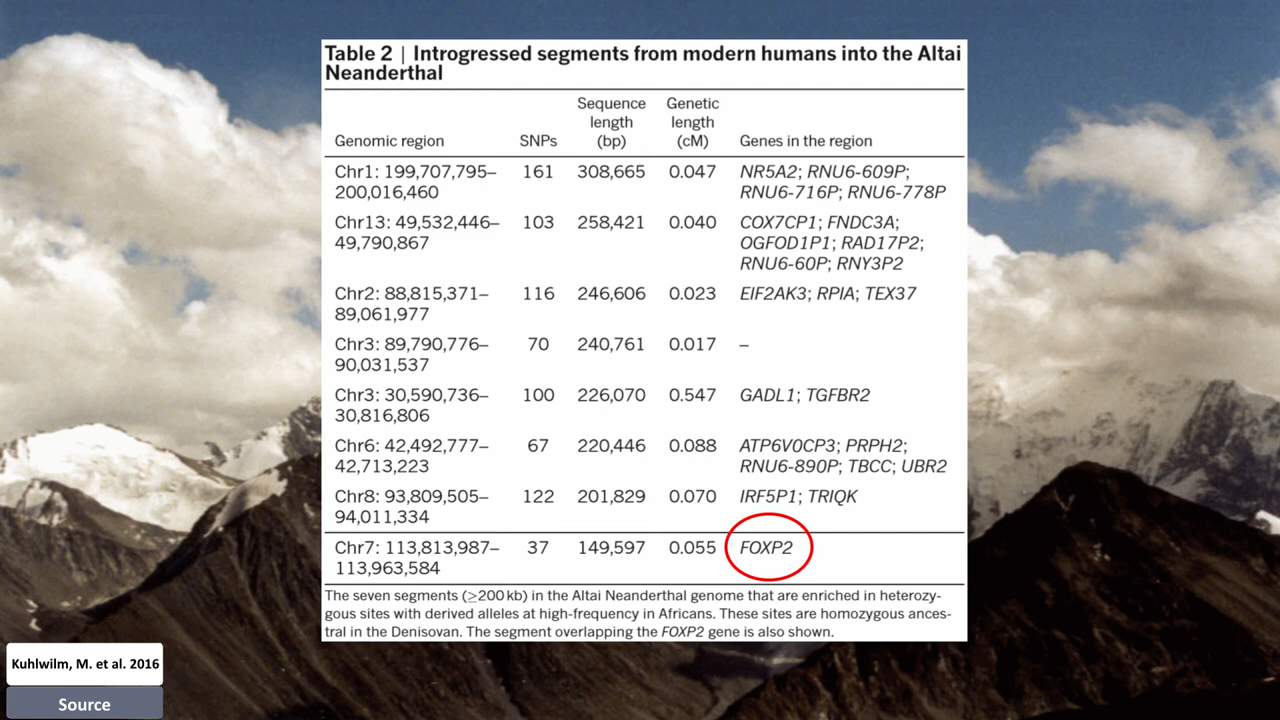 Table 2 | Introgressed segments from modern humans into the Altai
Neanderthal
Genomic region SNPs Sequence length (bp) Genetic length (cM) Genes in the region
Chr1: 199,707,795– 161 308,665 0.047 NR5A2; RNU6-609P;
200,016,460 RNU6-716P; RNU6-778P
Chr13: 49,532,446– 103 258,421 0.040 COX7CP1; FNDC3A;
49,790,867 OGFOD1P1; RAD17P2;
RNU6-60P; RNY3P2
Chr2: 88,815,371– 116 246,606 0.023 EIF2AK3; RPIA; TEX37
89,061,977
Chr3: 89,790,776– 70 240,761 0.017 –
90,031,537
Chr3: 30,590,736– 100 226,070 0.547 GADL1; TGFBR2
30,816,806
Chr6: 42,492,777– 67 220,446 0.088 ATP6V0CP3; PRPH2;
42,713,223 RNU6-890P; TBCC; UBR2
Chr8: 93,809,505– 122 201,829 0.070 IRF5P1; TRIQK
94,011,334
Chr7: 113,813,987– 37 149,597 0.055 FOXP2
113,963,584
The seven segments (≥200 kb) in the Altai Neanderthal genome that are enriched in heterozy-
gous sites with derived alleles at high-frequency in Africans. These sites are homozygous ances-
tral in the Denisovan. The segment overlapping the FOXP2 gene is also shown.
Kuhlwilm, M. et al. 2016
Source